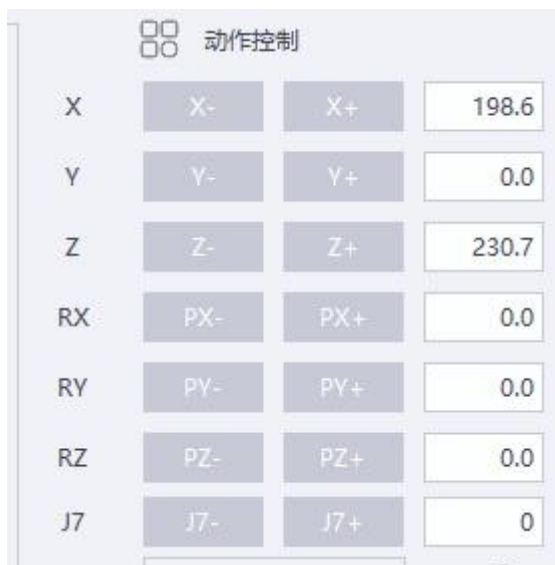 动作控制
X X- X+ 198.6
Y Y- Y+ 0.0
Z Z- Z+ 230.7
RX PX- PX+ 0.0
RY PY- PY+ 0.0
RZ PZ- PZ+ 0.0
J7 J7- J7+ 0